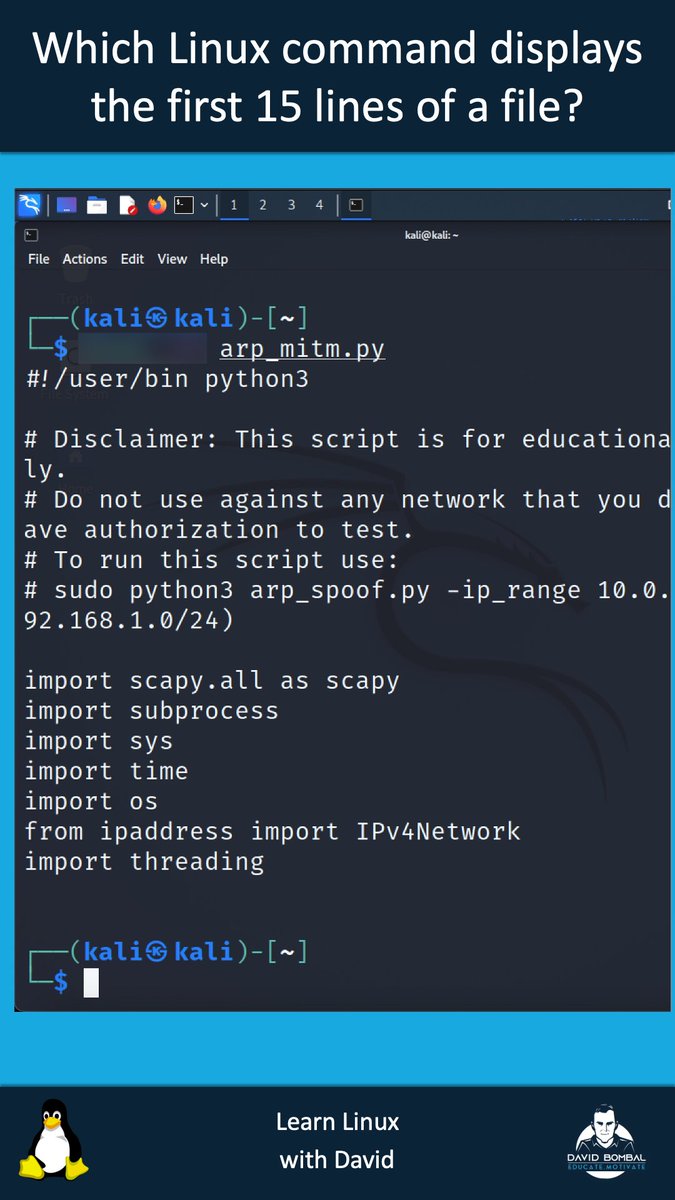 Which Linux command displays
the first 15 lines of a file?
1 2 3 4
kali@kali: ~
File Actions Edit View Help
┌──(kali㉿kali)-[~]
└─$ arp_mitm.py
#!/user/bin python3
# Disclaimer: This script is for educationa
ly.
# Do not use against any network that you d
ave authorization to test.
# To run this script use:
# sudo python3 arp_spoof.py -ip_range 10.0.
92.168.1.0/24)
import scapy.all as scapy
import subprocess
import sys
import time
import os
from ipaddress import IPv4Network
import threading
┌──(kali㉿kali)-[~]
└─$
Learn Linux
with David
DAVID BOMBAL
EDUCATE:MOTIVATE